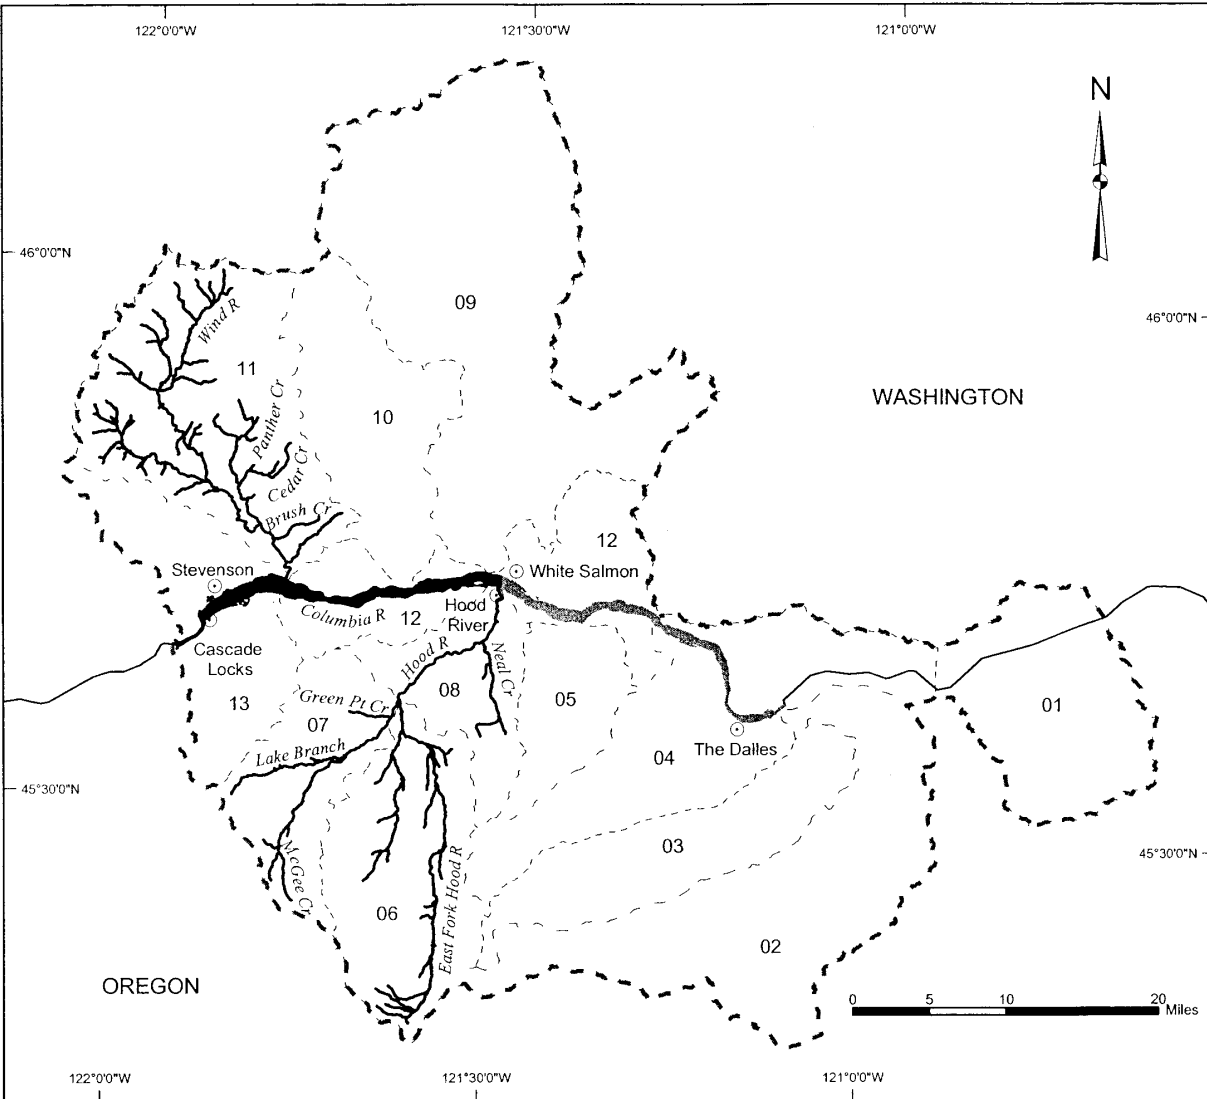 122°0'0"W
121°30'0"W
121°0'0"W
N
46°0'0"N
46°0'0"N
09
Wind R
11
10
Panther Cr
WASHINGTON
Cedar Cr
Brush Cr
12
Stevenson
White Salmon
Columbia R
12
Hood
River
Cascade
Locks
Hood R
Neal Cr
13
Green Pt Cr
08
05
01
07
Lake Branch
04
The Dalles
45°30'0"N
03
45°30'0"N
McGee Cr
06
East Fork Hood R
02
OREGON
0 5 10 20
Miles
122°0'0"W
121°30'0"W
121°0'0"W